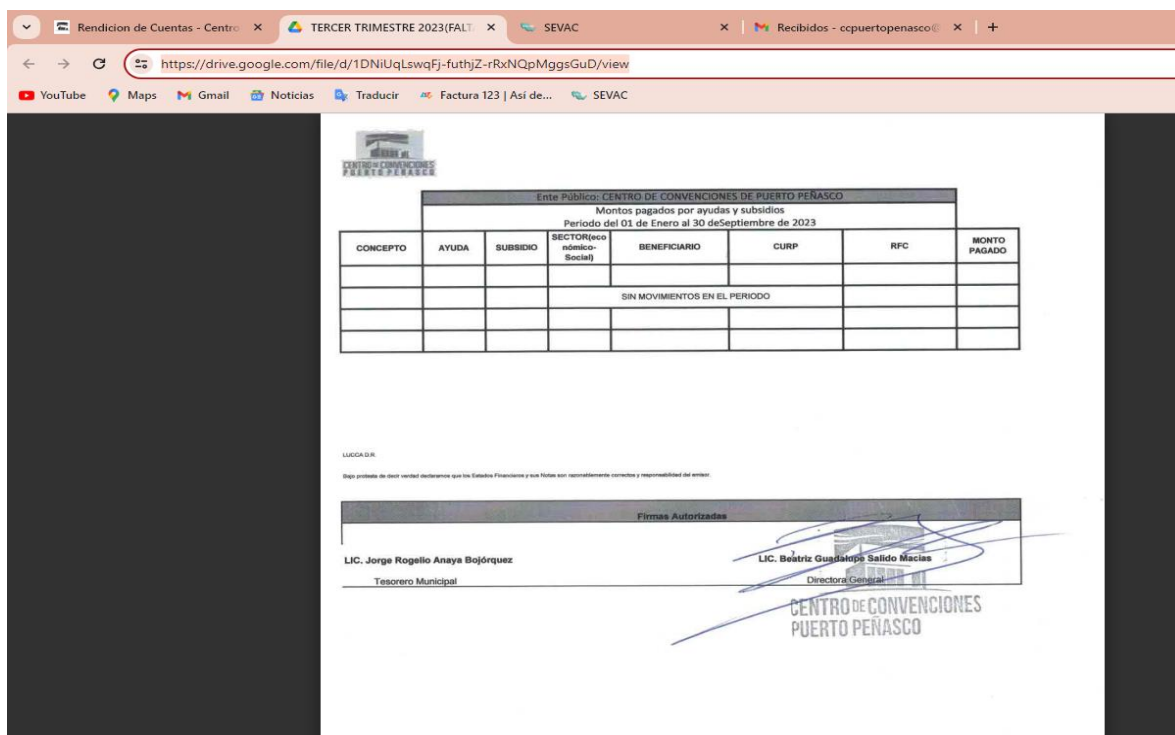 Rendicion de Cuentas - Centro
TERCER TRIMESTRE 2023(FALT
SEVAC
Recibidos - ccpuertopenasco@
https://drive.google.com/file/d/1DNiUqLswqFj-futhjZ-rRxNQpMggsGuD/view
YouTube Maps Gmail Noticias Traducir Factura 123 | Así de... SEVAC
CENTRO DE CONVENCIONES
PUERTO PEÑASCO
Ente Público: CENTRO DE CONVENCIONES DE PUERTO PEÑASCO
Montos pagados por ayudas y subsidios
Periodo del 01 de Enero al 30 deSeptiembre de 2023
CONCEPTO AYUDA SUBSIDIO SECTOR(eco nómico- Social) BENEFICIARIO CURP RFC MONTO PAGADO
SIN MOVIMIENTOS EN EL PERIODO
LUCCA D.R.
Bajo protesta de decir verdad declaramos que los Estados Financieros y sus Notas son razonablemente correctos y responsabilidad del emisor.
Firmas Autorizadas
LIC. Jorge Rogelio Anaya Bojórquez LIC. Beatriz Guadalupe Salido Macias
Tesorero Municipal Directora General
CENTRO DE CONVENCIONES
PUERTO PEÑASCO